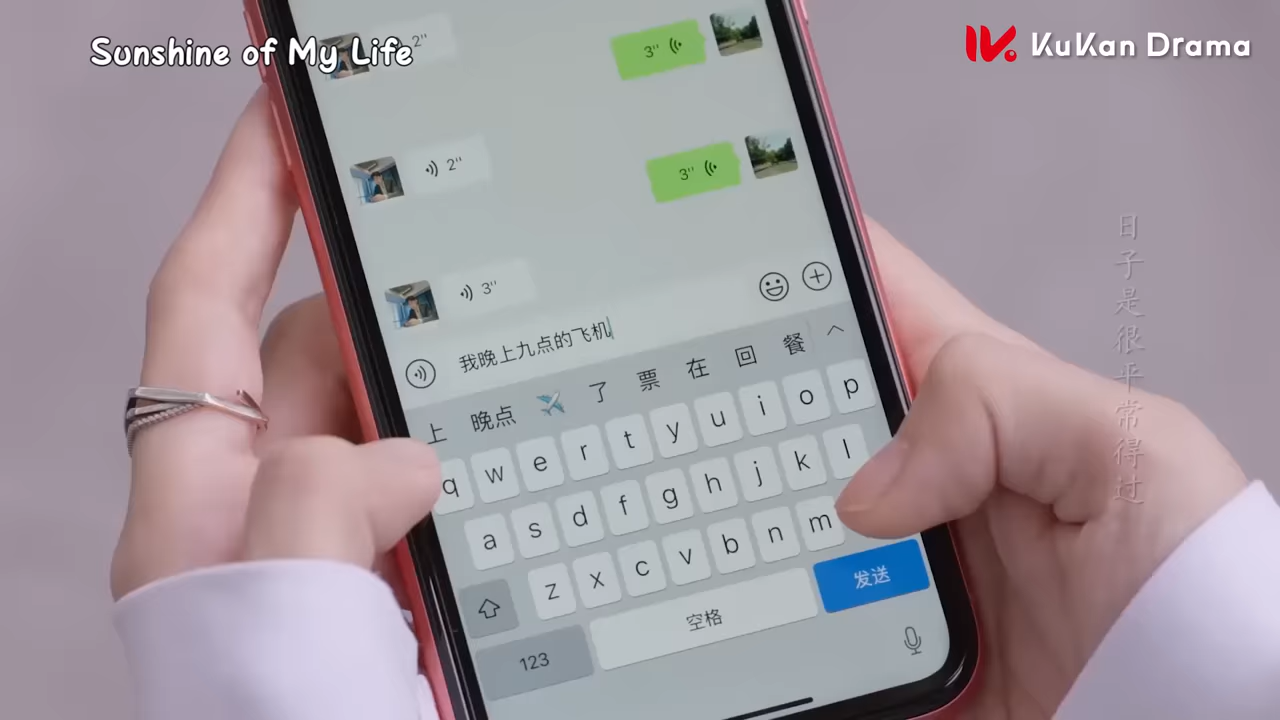 Sunshine of My Life
KuKan Drama
2''
3''
2''
3''
3''
我晚上九点的飞机
上 晚点 了 票 在 回 餐
q w e r t y u i o p
a s d f g h j k l
z x c v b n m
123 空格 发送
日子是很平常得过